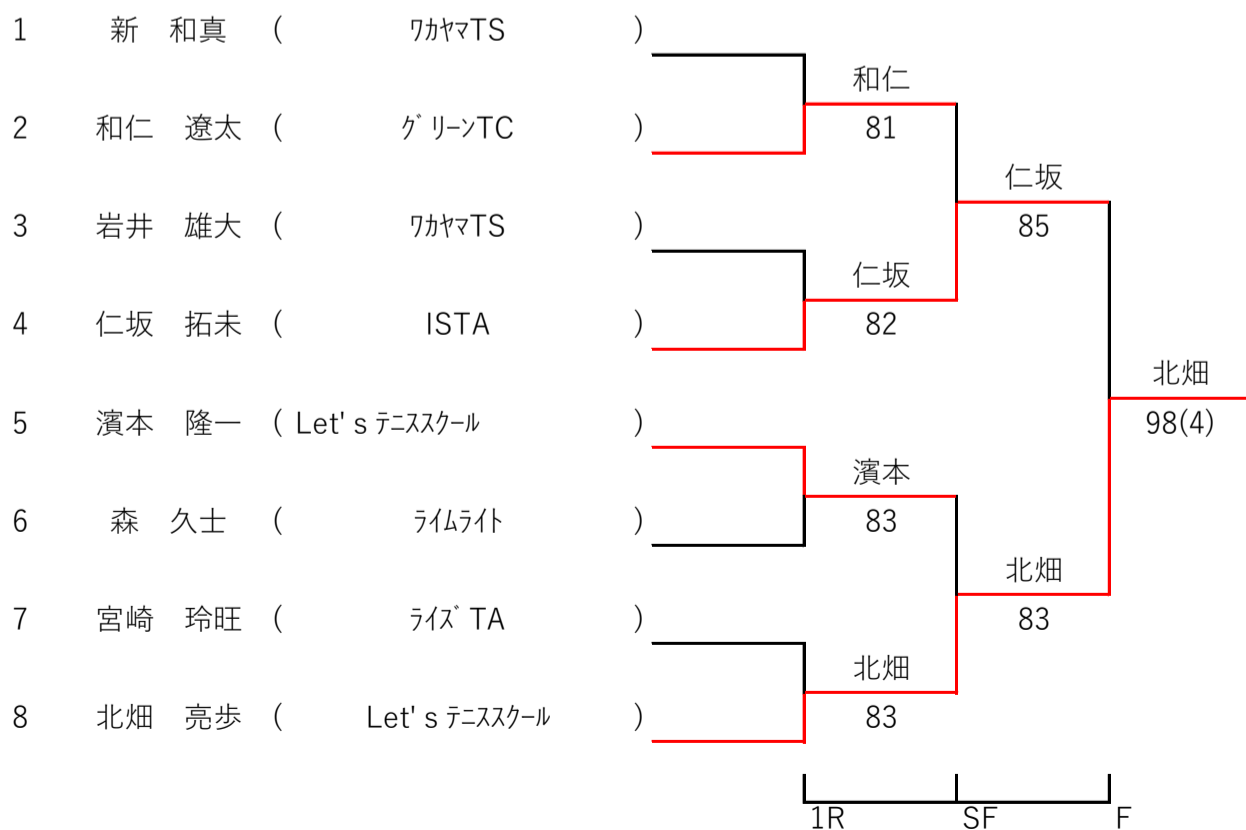 1 新 和真 ( ﾜｶﾔﾏTS )
和仁
2 和仁 遼太 ( ｸﾞﾘｰﾝTC )
81
仁坂
3 岩井 雄大 ( ﾜｶﾔﾏTS )
85
仁坂
4 仁坂 拓未 ( ISTA )
82
北畑
5 濱本 隆一 ( Let's ﾃﾆｽｽｸｰﾙ )
98(4)
濱本
6 森 久士 ( ﾗｲﾑﾗｲﾄ )
83
北畑
7 宮崎 玲旺 ( ﾗｲｽﾞTA )
83
北畑
8 北畑 亮歩 ( Let's ﾃﾆｽｽｸｰﾙ )
83
1R SF F